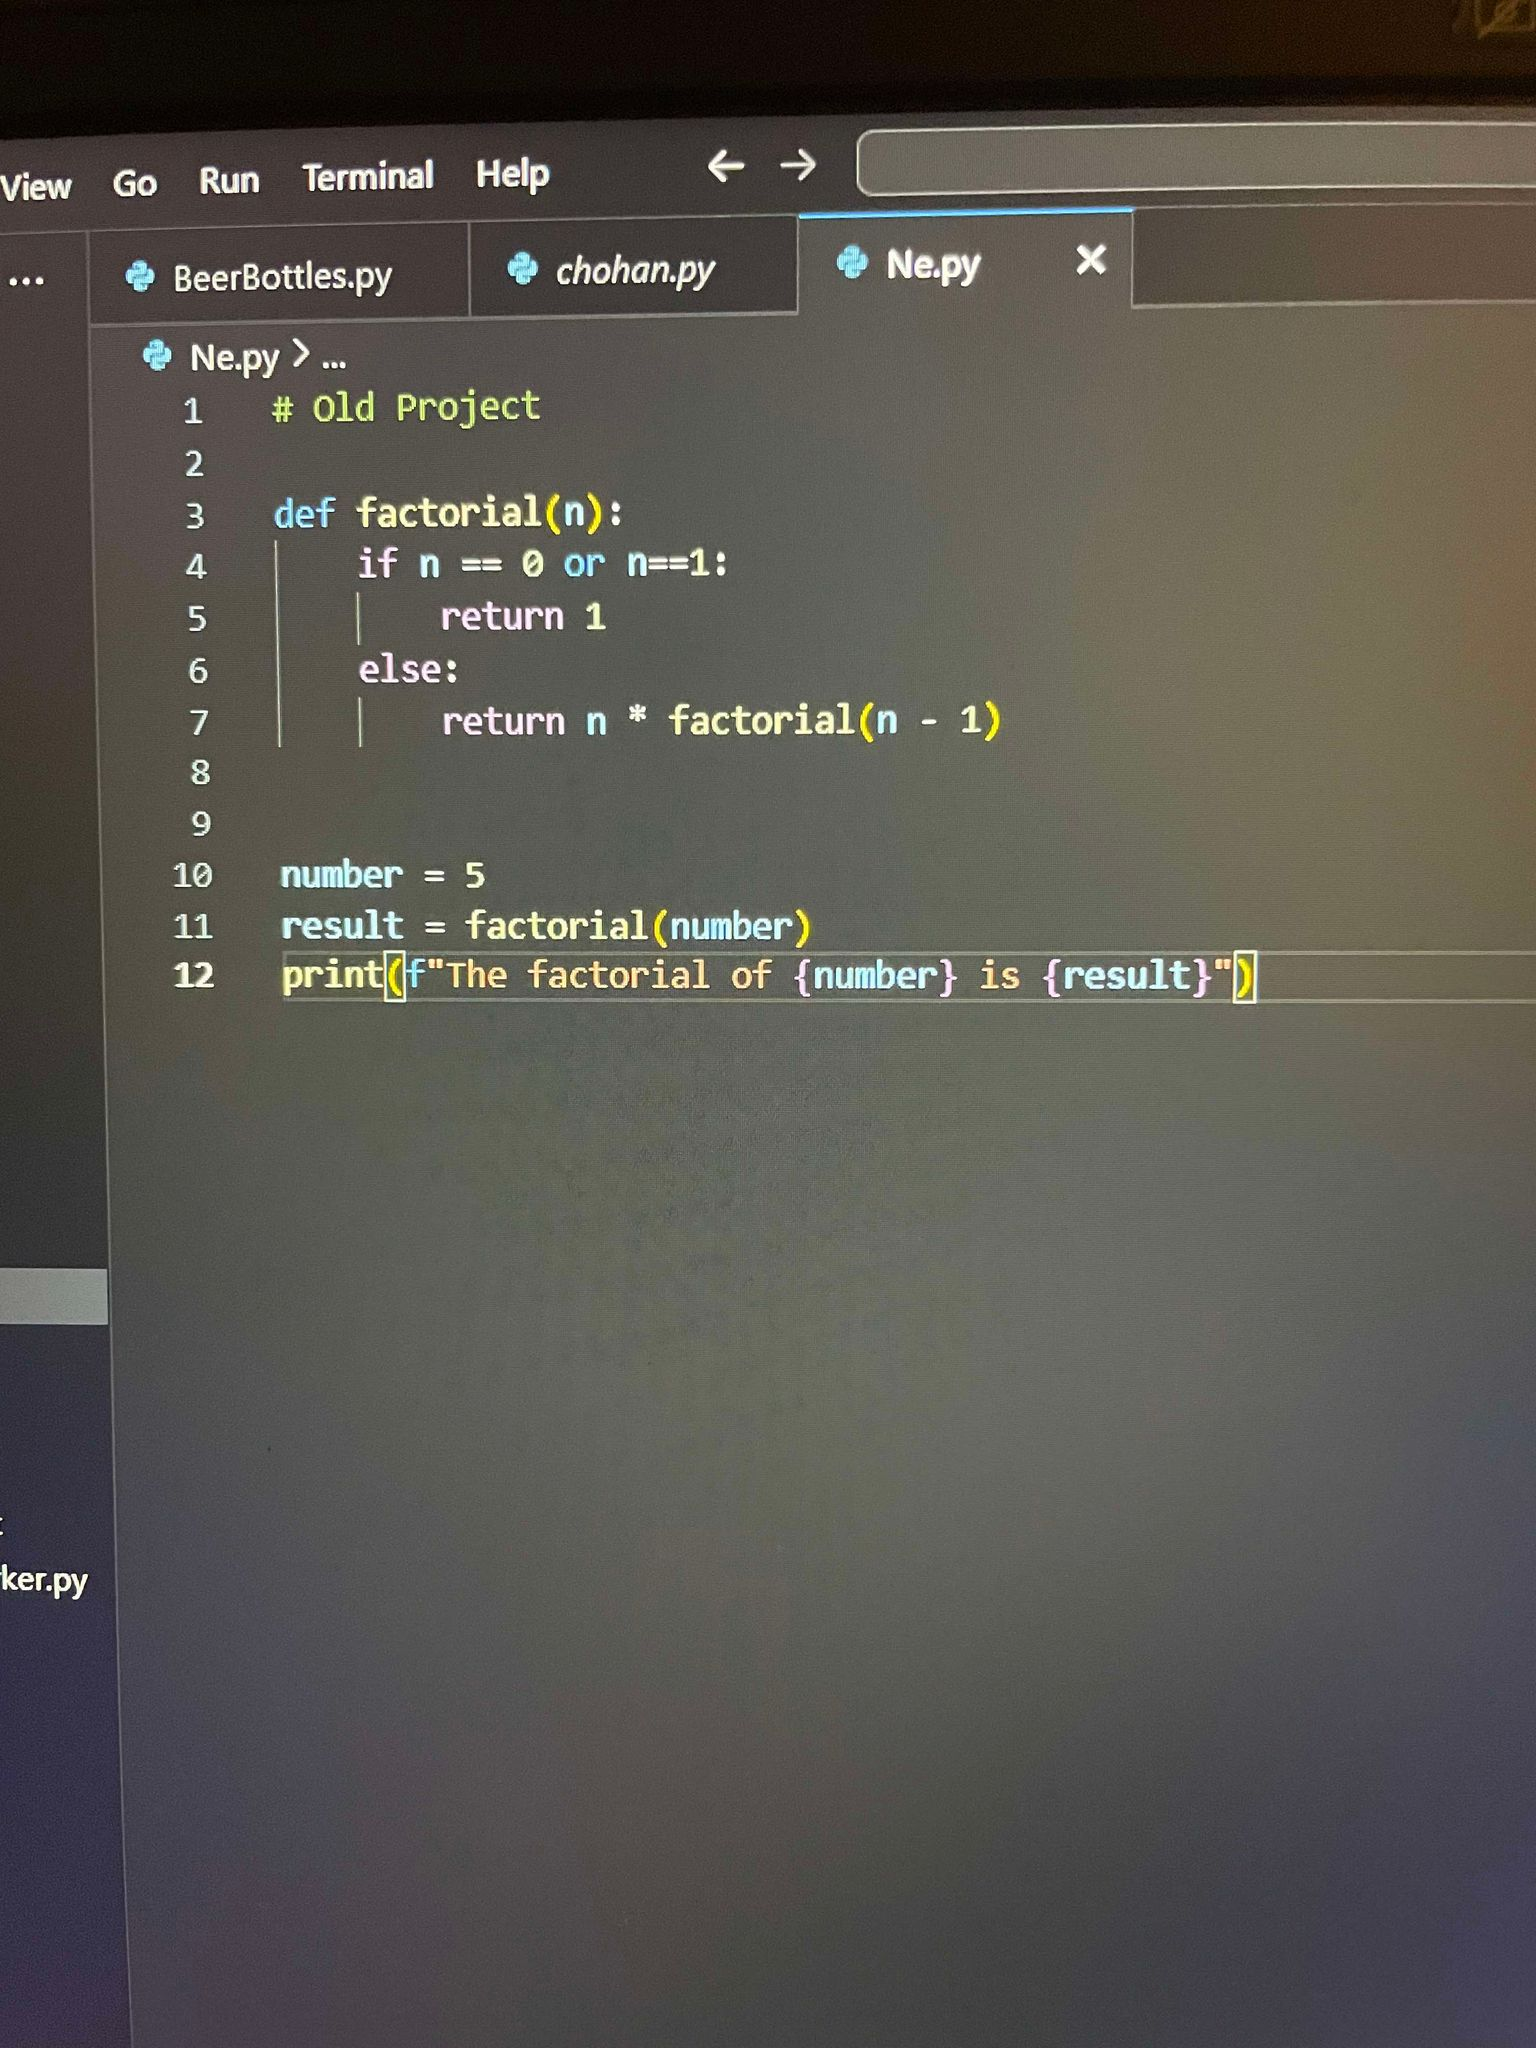 View Go Run Terminal Help
... BeerBottles.py chohan.py Ne.py
Ne.py > ...
1 # Old Project
2
3 def factorial(n):
4     if n == 0 or n==1:
5         return 1
6     else:
7         return n * factorial(n - 1)
8
9
10 number = 5
11 result = factorial(number)
12 print(f"The factorial of {number} is {result}")
ker.py